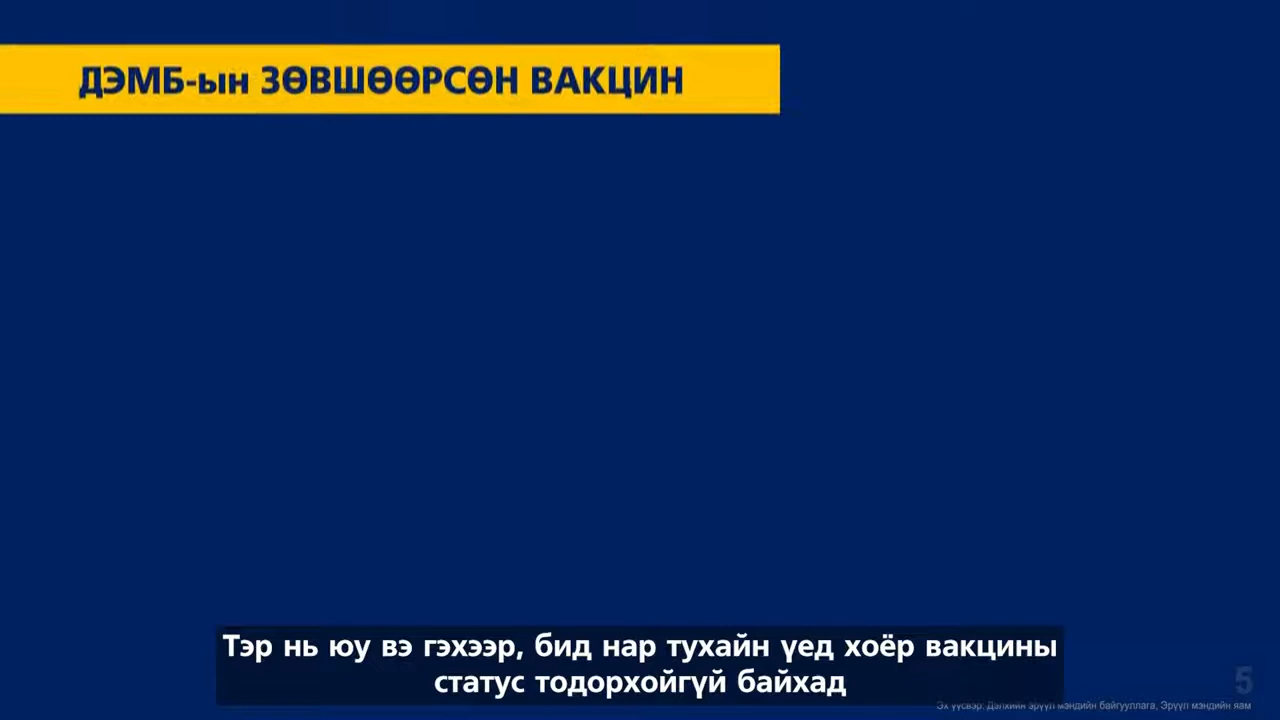 ДЭМБ-ын ЗӨВШӨӨРСӨН ВАКЦИН
Тэр нь юу вэ гэхээр, бид нар тухайн үед хоёр вакцины
статус тодорхойгүй байхад
5
Эх үүсвэр: Дэлхийн эрүүл мэндийн байгууллага, Эрүүл мэндийн яам